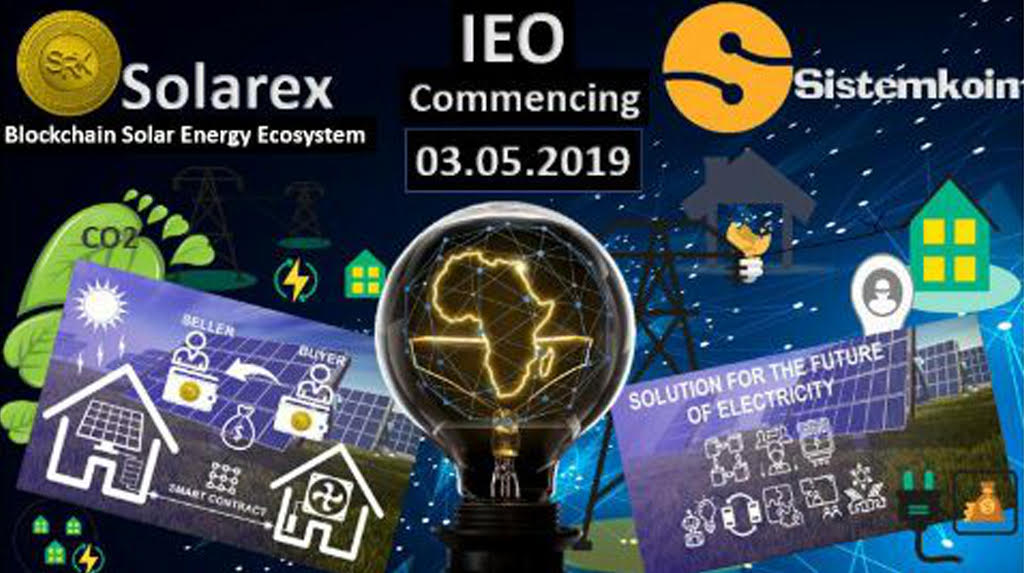 SRX
Solarex
Blockchain Solar Energy Ecosystem
IEO
Commencing
03.05.2019
Sistemkoin
CO2
SELLER
BUYER
$
SMART CONTRACT
SOLUTION FOR THE FUTURE
OF ELECTRICITY
$